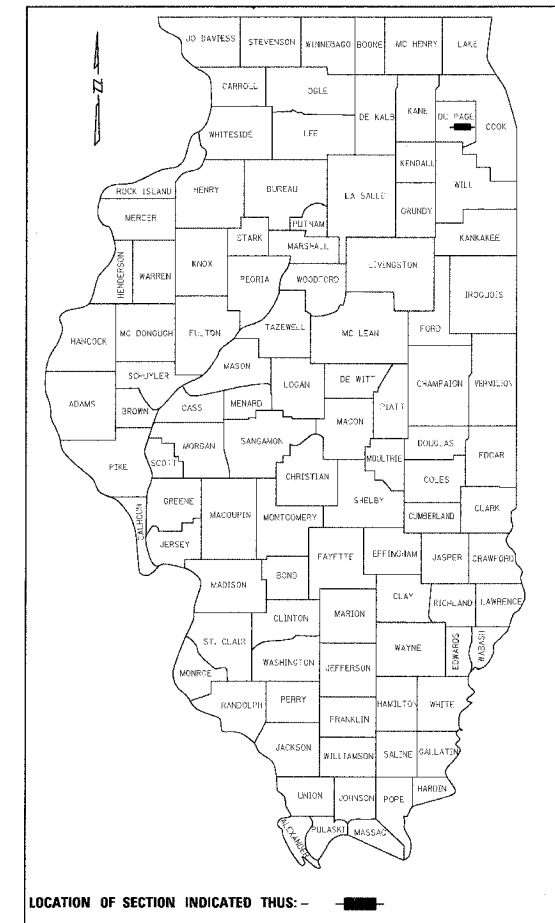 JO DAVIESS STEVENSON WINNEBAGO BOONE MC HENRY LAKE
CARROLL OGLE
DE KALB KANE DU PAGE COOK
WHITESIDE LEE
KENDALL WILL
ROCK ISLAND HENRY BUREAU LA SALLE GRUNDY
MERCER PUTNAM
STARK MARSHALL KANKAKEE
HENDERSON WARREN KNOX PEORIA WOODFORD LIVINGSTON IROQUOIS
HANCOCK MC DONOUGH FULTON TAZEWELL MC LEAN FORD
SCHUYLER MASON LOGAN DE WITT CHAMPAION VERMILION
ADAMS BROWN CASS MENARD MACON PIATT
MORGAN SANGAMON DOUGLAS EDGAR
PIKE SCOTT CHRISTIAN MOULTRIE COLES
GREENE MACOUPIN MONTGOMERY SHELBY CUMBERLAND CLARK
CALHOUN JERSEY FAYETTE EFFINGHAM JASPER CRAWFORD
MADISON BOND CLAY RICHLAND LAWRENCE
CLINTON MARION
ST. CLAIR WAYNE EDWARDS WABASH
WASHINGTON JEFFERSON
MONROE
RANDOLPH PERRY HAMILTON WHITE
FRANKLIN
JACKSON WILLIAMSON SALINE GALLATIN
UNION JOHNSON POPE HARDIN
ALEXANDER PULASKI MASSAC
LOCATION OF SECTION INDICATED THUS: -
N